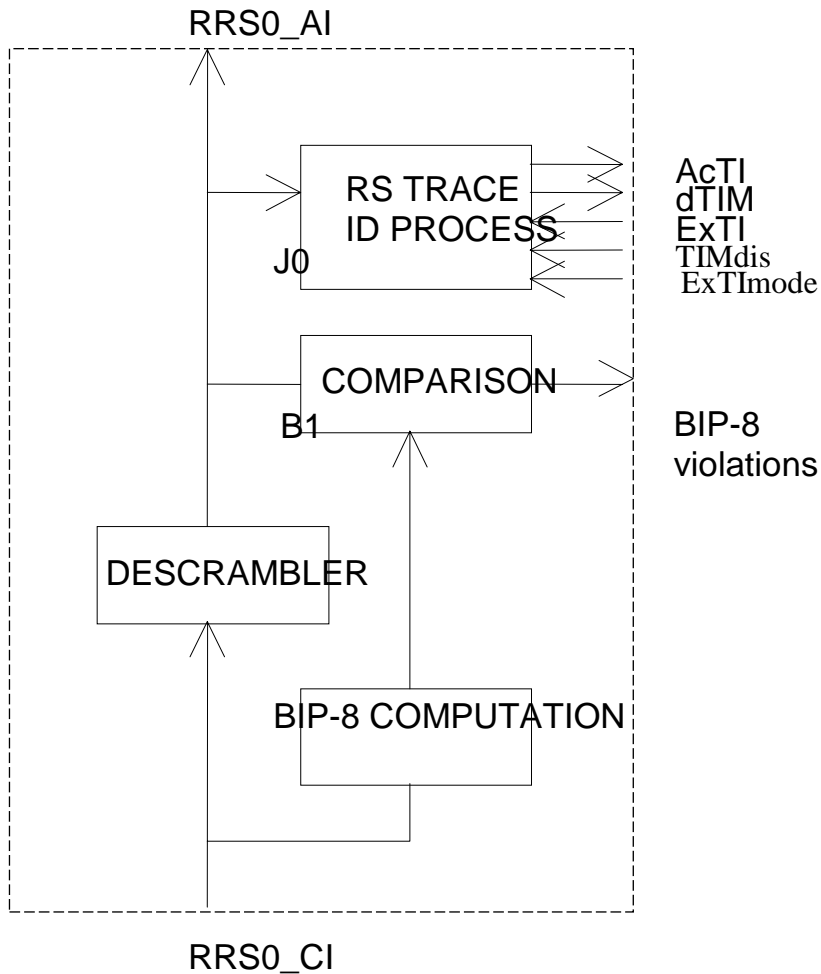 RRS0_AI
RS TRACE
ID PROCESS
J0
AcTI
dTIM
ExTI
TIMdis
ExTImode
COMPARISON
B1
BIP-8
violations
DESCRAMBLER
BIP-8 COMPUTATION
RRS0_CI